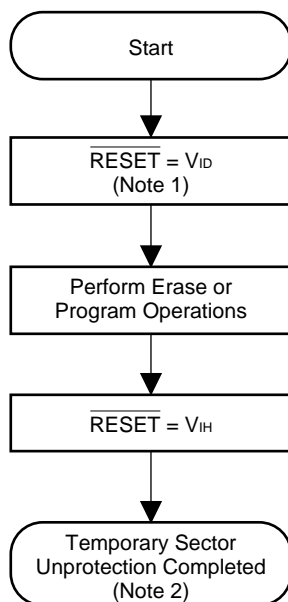 Start
RESET = VID
(Note 1)
Perform Erase or
Program Operations
RESET = VIH
Temporary Sector
Unprotection Completed
(Note 2)